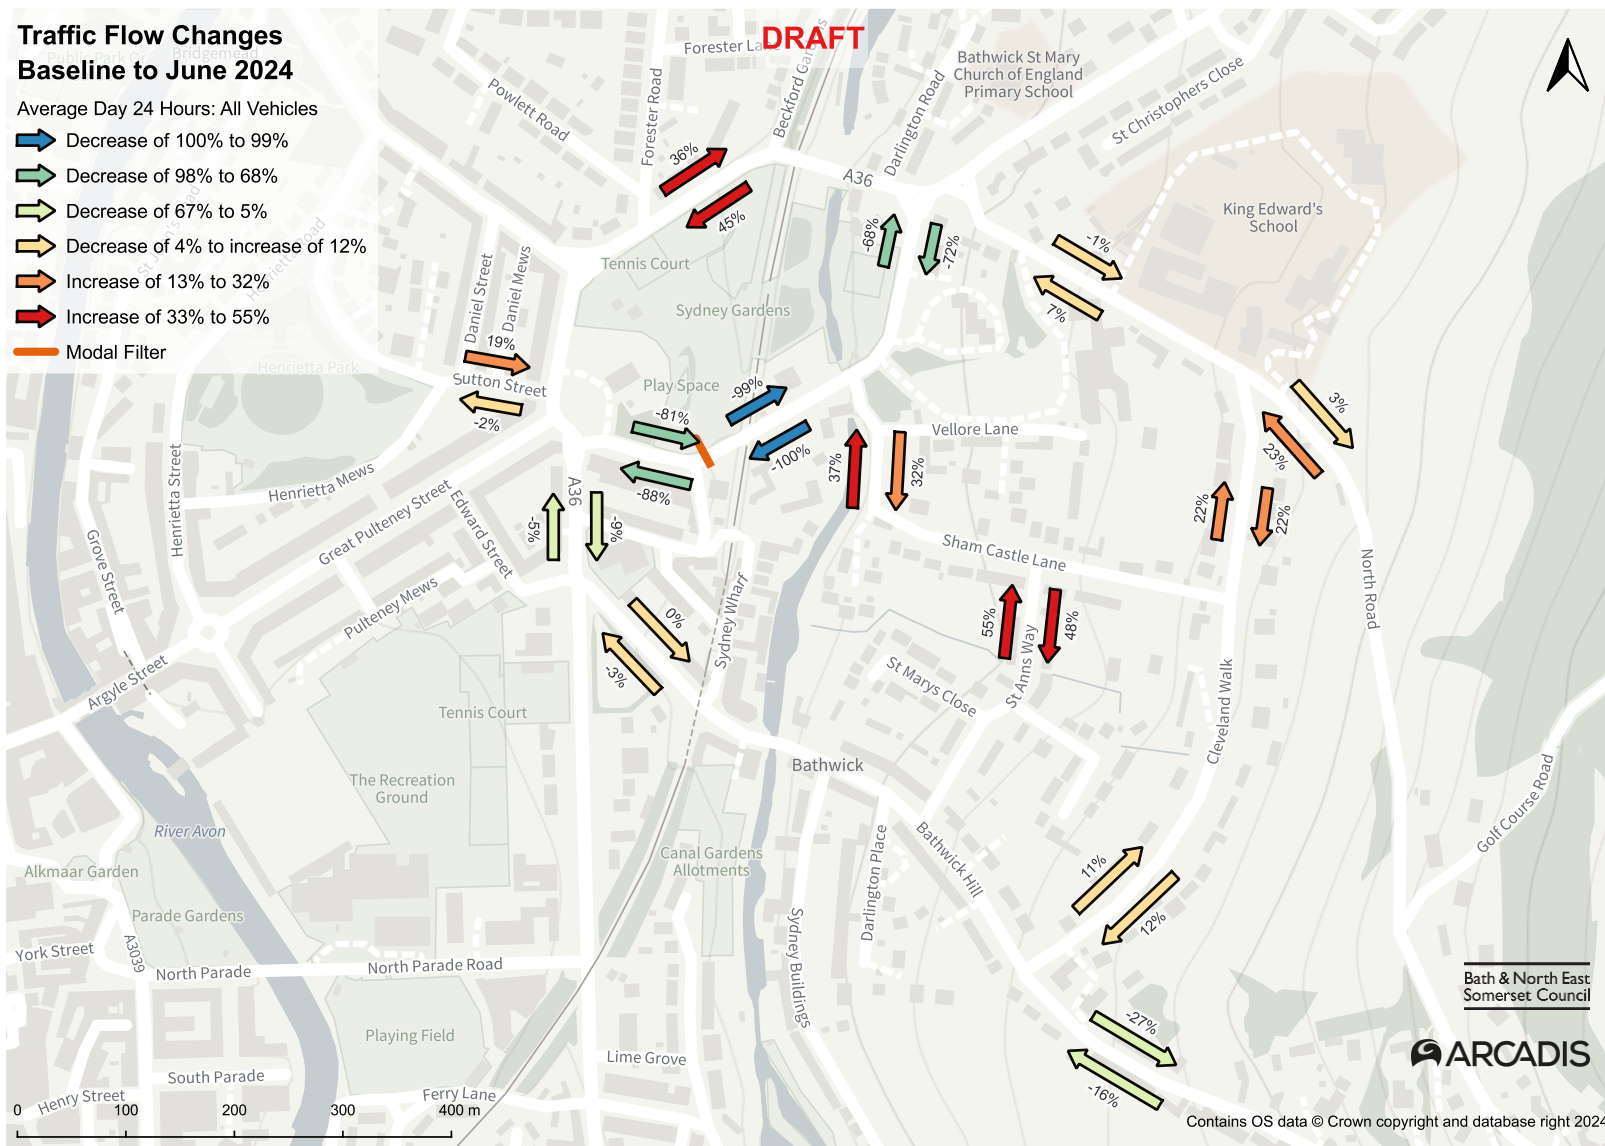 Traffic Flow Changes
Baseline to June 2024
Average Day 24 Hours: All Vehicles
Decrease of 100% to 99%
Decrease of 98% to 68%
Decrease of 67% to 5%
Decrease of 4% to increase of 12%
Increase of 13% to 32%
Increase of 33% to 55%
Modal Filter
DRAFT
Bridgemead
Forester Lane
Beckford Gardens
Bathwick St Mary
Church of England
Primary School
St Christophers Close
Powlett Road
Forester Road
Darlington Road
A36
36%
45%
King Edward's
School
-68%
-72%
-1%
7%
Tennis Court
Sydney Gardens
Henrietta Road
Daniel Street
Daniel Mews
19%
Henrietta Park
Sutton Street
-2%
Play Space
-99%
-81%
-100%
-88%
37%
32%
Vellore Lane
3%
23%
22%
22%
Henrietta Street
Henrietta Mews
Great Pulteney Street
Edward Street
A36
-5%
-9%
Grove Street
Pulteney Mews
Sham Castle Lane
North Road
0%
-3%
Sydney Wharf
55%
48%
St Anns Way
St Marys Close
Argyle Street
Tennis Court
Cleveland Walk
The Recreation
Ground
Bathwick
River Avon
Golf Course Road
Alkmaar Garden
Canal Gardens
Allotments
Darlington Place
Bathwick Hill
11%
12%
Parade Gardens
York Street
A3039
North Parade
North Parade Road
Sydney Buildings
Bath & North East
Somerset Council
Playing Field
-27%
-16%
ARCADIS
Lime Grove
South Parade
Henry Street
Ferry Lane
0 100 200 300 400 m
Contains OS data © Crown copyright and database right 2024